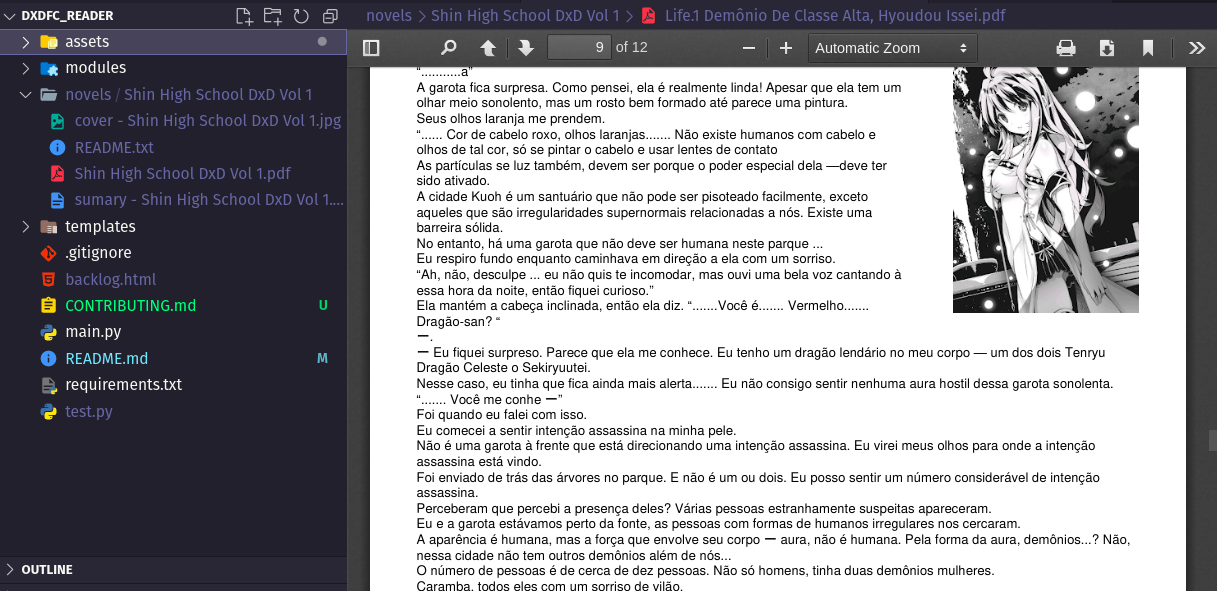 DXDFC_READER
assets
modules
novels / Shin High School DxD Vol 1
cover - Shin High School DxD Vol 1.jpg
README.txt
Shin High School DxD Vol 1.pdf
sumary - Shin High School DxD Vol 1....
templates
.gitignore
backlog.html
CONTRIBUTING.md U
main.py
README.md M
requirements.txt
test.py
OUTLINE
novels > Shin High School DxD Vol 1 > Life.1 Demônio De Classe Alta, Hyoudou Issei.pdf
9 of 12
Automatic Zoom
“...........a”
A garota fica surpresa. Como pensei, ela é realmente linda! Apesar que ela tem um
olhar meio sonolento, mas um rosto bem formado até parece uma pintura.
Seus olhos laranja me prendem.
“...... Cor de cabelo roxo, olhos laranjas....... Não existe humanos com cabelo e
olhos de tal cor, só se pintar o cabelo e usar lentes de contato
As partículas se luz também, devem ser porque o poder especial dela —deve ter
sido ativado.
A cidade Kuoh é um santuário que não pode ser pisoteado facilmente, exceto
aqueles que são irregularidades supernormais relacionadas a nós. Existe uma
barreira sólida.
No entanto, há uma garota que não deve ser humana neste parque ...
Eu respiro fundo enquanto caminhava em direção a ela com um sorriso.
“Ah, não, desculpe ... eu não quis te incomodar, mas ouvi uma bela voz cantando à
essa hora da noite, então fiquei curioso.”
Ela mantém a cabeça inclinada, então ela diz. “.......Você é....... Vermelho.......
Dragão-san? “
ー.
ー Eu fiquei surpreso. Parece que ela me conhece. Eu tenho um dragão lendário no meu corpo — um dos dois Tenryu
Dragão Celeste o Sekiryuutei.
Nesse caso, eu tinha que fica ainda mais alerta....... Eu não consigo sentir nenhuma aura hostil dessa garota sonolenta.
“....... Você me conhe ー”
Foi quando eu falei com isso.
Eu comecei a sentir intenção assassina na minha pele.
Não é uma garota à frente que está direcionando uma intenção assassina. Eu virei meus olhos para onde a intenção
assassina está vindo.
Foi enviado de trás das árvores no parque. E não é um ou dois. Eu posso sentir um número considerável de intenção
assassina.
Perceberam que percebi a presença deles? Várias pessoas estranhamente suspeitas apareceram.
Eu e a garota estávamos perto da fonte, as pessoas com formas de humanos irregulares nos cercaram.
A aparência é humana, mas a força que envolve seu corpo ー aura, não é humana. Pela forma da aura, demônios...? Não,
nessa cidade não tem outros demônios além de nós...
O número de pessoas é de cerca de dez pessoas. Não só homens, tinha duas demônios mulheres.
Caramba, todos eles com um sorriso de vilão.